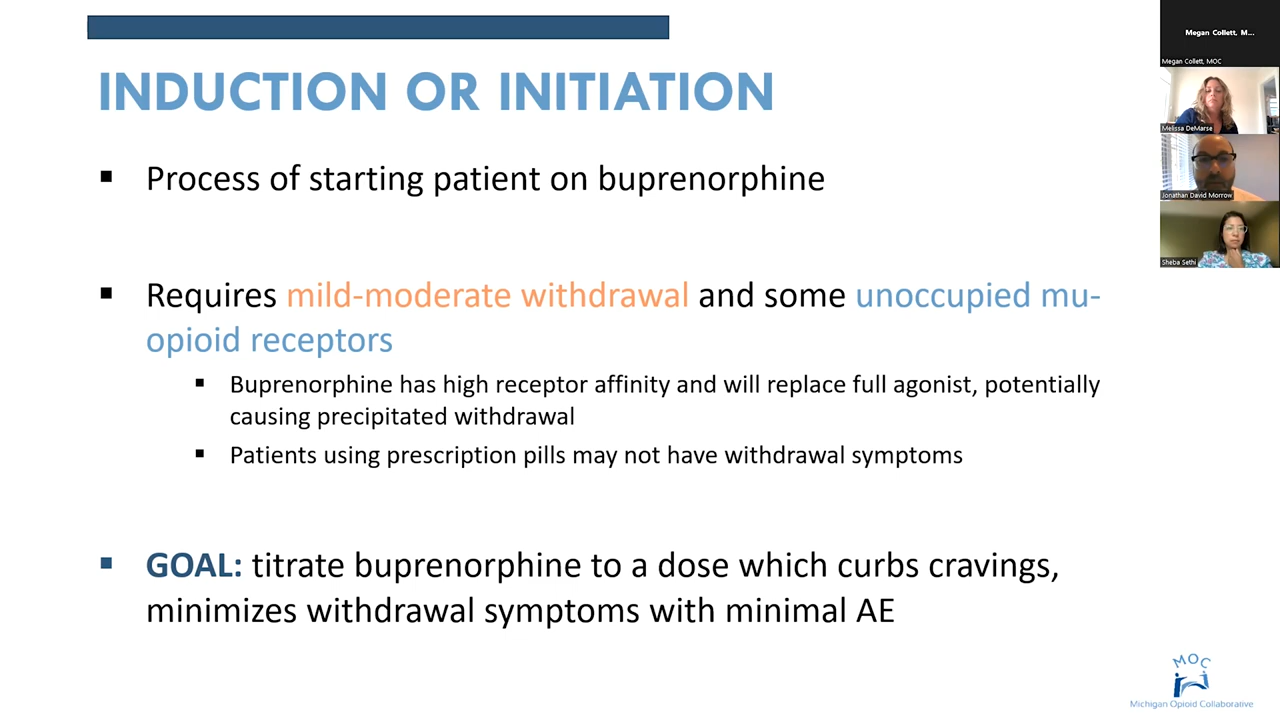 INDUCTION OR INITIATION
▪ Process of starting patient on buprenorphine
▪ Requires mild-moderate withdrawal and some unoccupied mu-
opioid receptors
▪ Buprenorphine has high receptor affinity and will replace full agonist, potentially
causing precipitated withdrawal
▪ Patients using prescription pills may not have withdrawal symptoms
▪ GOAL: titrate buprenorphine to a dose which curbs cravings,
minimizes withdrawal symptoms with minimal AE
Megan Collett, M...
Megan Collett, MOC
Melissa DeMarse
Jonathan David Morrow
Sheba Sethi
MOC
Michigan Opioid Collaborative